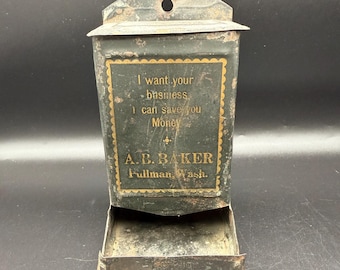 I want your
business
I can save you
Money
A. B. BAKER
Pullman, Wash.